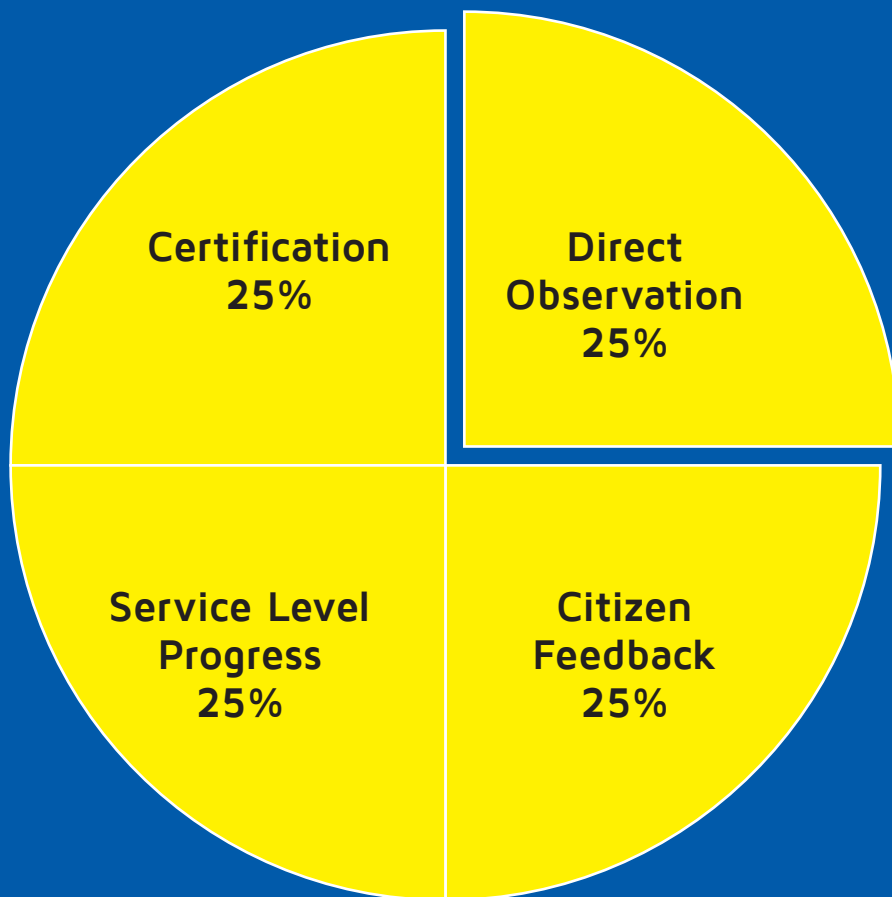 Certification
25%
Direct
Observation
25%
Service Level
Progress
25%
Citizen
Feedback
25%